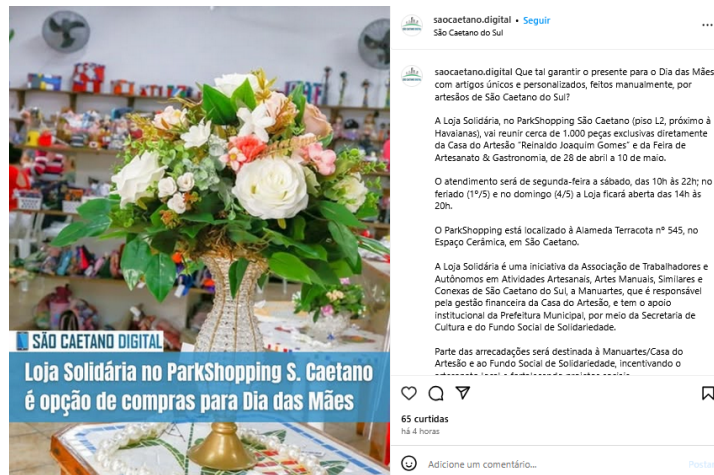 SÃO CAETANO DIGITAL
Loja Solidária no ParkShopping S. Caetano
é opção de compras para Dia das Mães
saocaetano.digital • Seguir
São Caetano do Sul
saocaetano.digital Que tal garantir o presente para o Dia das Mães
com artigos únicos e personalizados, feitos manualmente, por
artesãos de São Caetano do Sul?
A Loja Solidária, no ParkShopping São Caetano (piso L2, próximo à
Havaianas), vai reunir cerca de 1.000 peças exclusivas diretamente
da Casa do Artesão "Reinaldo Joaquim Gomes" e da Feira de
Artesanato & Gastronomia, de 28 de abril a 10 de maio.
O atendimento será de segunda-feira a sábado, das 10h às 22h; no
feriado (1º/5) e no domingo (4/5) a Loja ficará aberta das 14h às
20h.
O ParkShopping está localizado à Alameda Terracota nº 545, no
Espaço Cerâmica, em São Caetano.
A Loja Solidária é uma iniciativa da Associação de Trabalhadores e
Autônomos em Atividades Artesanais, Artes Manuais, Similares e
Conexas de São Caetano do Sul, a Manuartes, que é responsável
pela gestão financeira da Casa do Artesão, e tem o apoio
institucional da Prefeitura Municipal, por meio da Secretaria de
Cultura e do Fundo Social de Solidariedade.
Parte das arrecadações será destinada à Manuartes/Casa do
Artesão e ao Fundo Social de Solidariedade, incentivando o
65 curtidas
há 4 horas
Adicione um comentário...
Postar